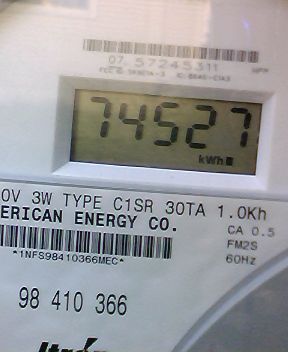 07 57245311
74527
kWh
0V 3W TYPE C1SR 30TA 1.0Kh
ERICAN ENERGY CO.
CA 0.5
FM2S
60Hz
*1NFS98410366MEC*
98 410 366
Itron